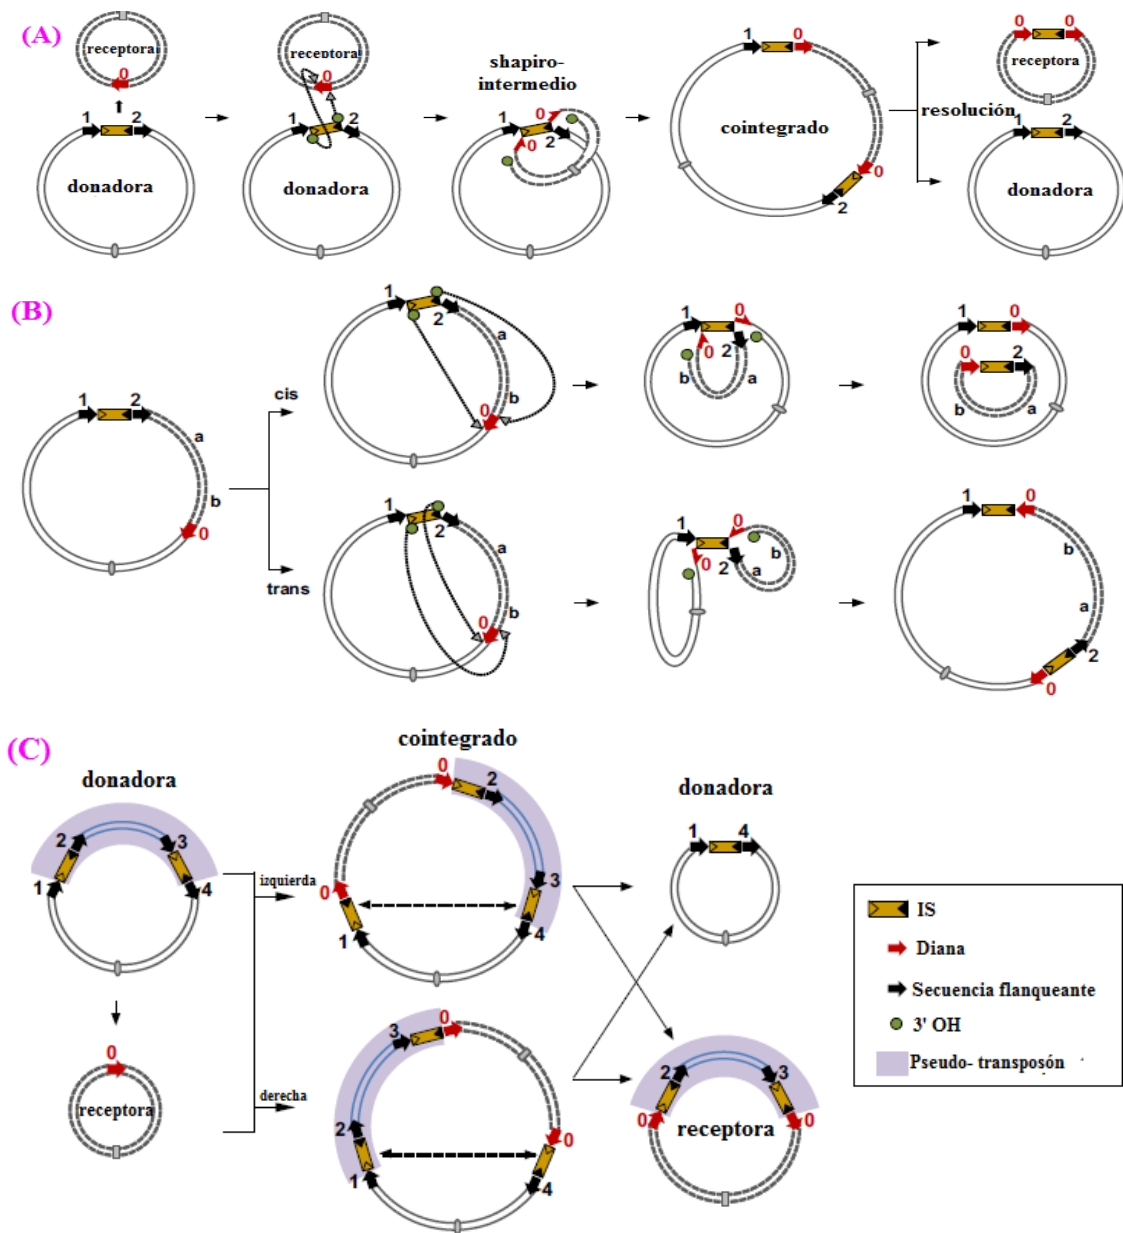 (A)
receptora
0
1
2
donadora
receptora
0
1
2
donadora
shapiro-
intermedio
1
0
0
2
1
0
cointegrado
0
2
resolución
0
0
receptora
1
2
donadora
(B)
1
2
a
b
0
cis
1
2
a
b
0
1
0
0
2
b
a
1
0
0
2
b
a
trans
1
2
a
b
0
1
0
0
2
a
b
1
0
b
a
2
0
(C)
donadora
2
3
1
4
0
receptora
izquierda
derecha
cointegrado
0
2
0
3
1
4
0
3
2
0
1
4
donadora
1
4
2
3
0
0
receptora
IS
Diana
Secuencia flanqueante
3' OH
Pseudo- transposón